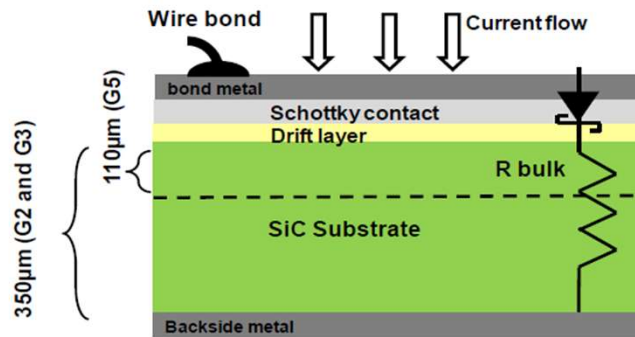 Wire bond
Current flow
bond metal
Schottky contact
Drift layer
R bulk
SiC Substrate
Backside metal
110µm (G5)
350µm (G2 and G3)